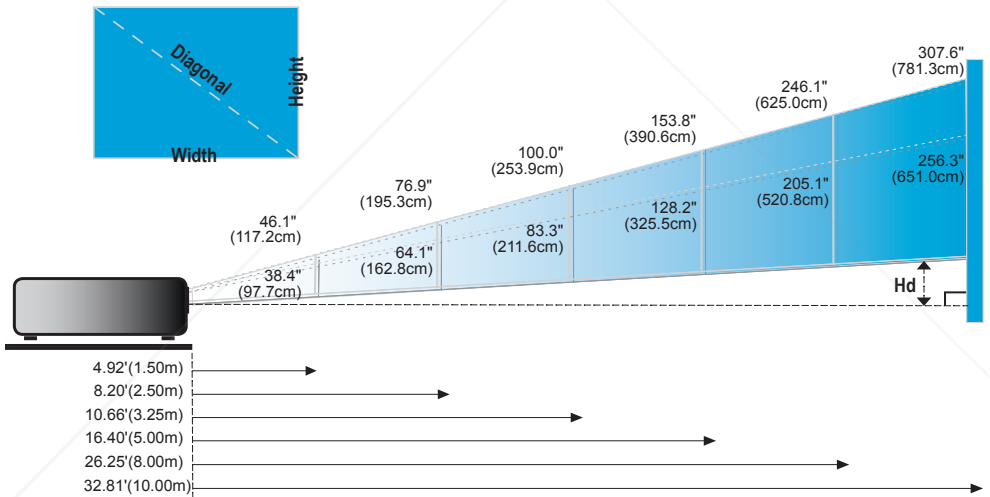 Diagonal
Height
Width
307.6"
(781.3cm)
246.1"
(625.0cm)
153.8"
(390.6cm)
100.0"
(253.9cm)
76.9"
(195.3cm)
46.1"
(117.2cm)
256.3"
(651.0cm)
205.1"
(520.8cm)
128.2"
(325.5cm)
83.3"
(211.6cm)
64.1"
(162.8cm)
38.4"
(97.7cm)
Hd
4.92'(1.50m)
8.20'(2.50m)
10.66'(3.25m)
16.40'(5.00m)
26.25'(8.00m)
32.81'(10.00m)